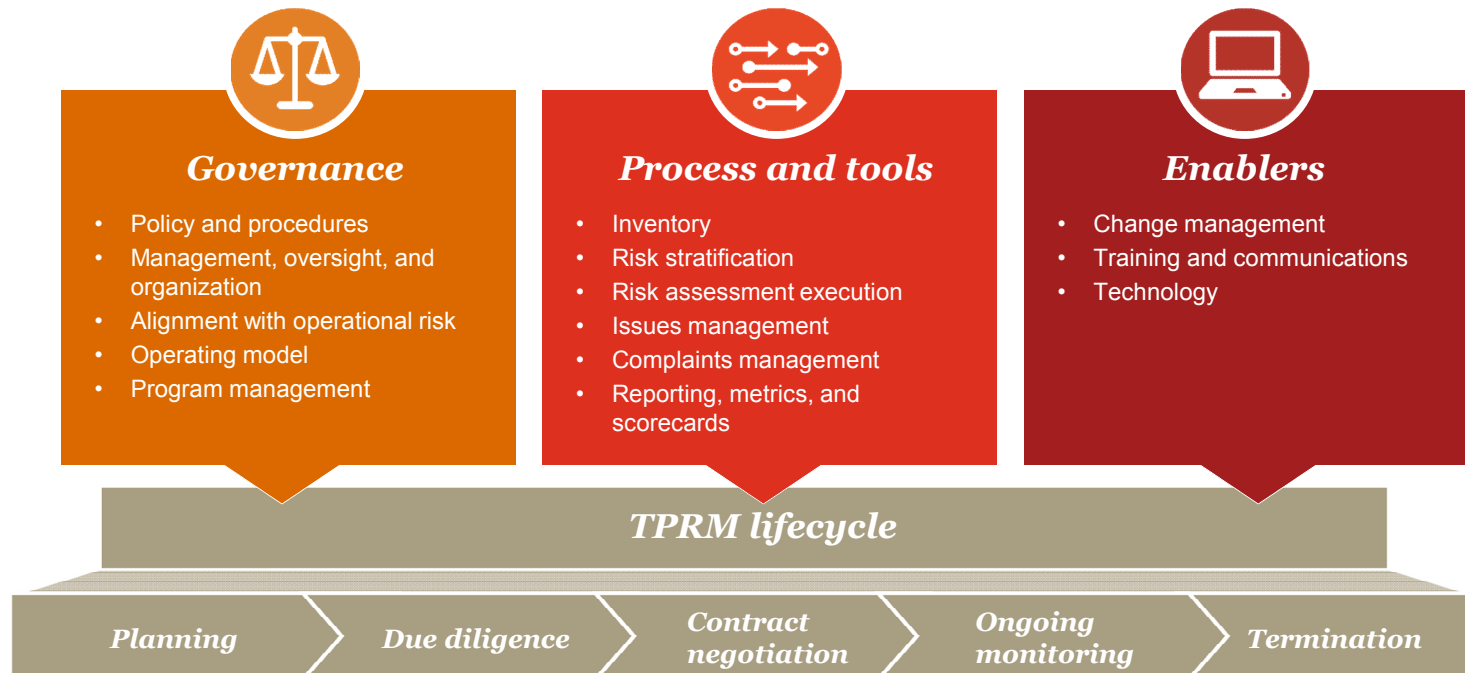 Governance
• Policy and procedures
• Management, oversight, and
organization
• Alignment with operational risk
• Operating model
• Program management
Process and tools
• Inventory
• Risk stratification
• Risk assessment execution
• Issues management
• Complaints management
• Reporting, metrics, and
scorecards
Enablers
• Change management
• Training and communications
• Technology
TPRM lifecycle
Planning
Due diligence
Contract
negotiation
Ongoing
monitoring
Termination